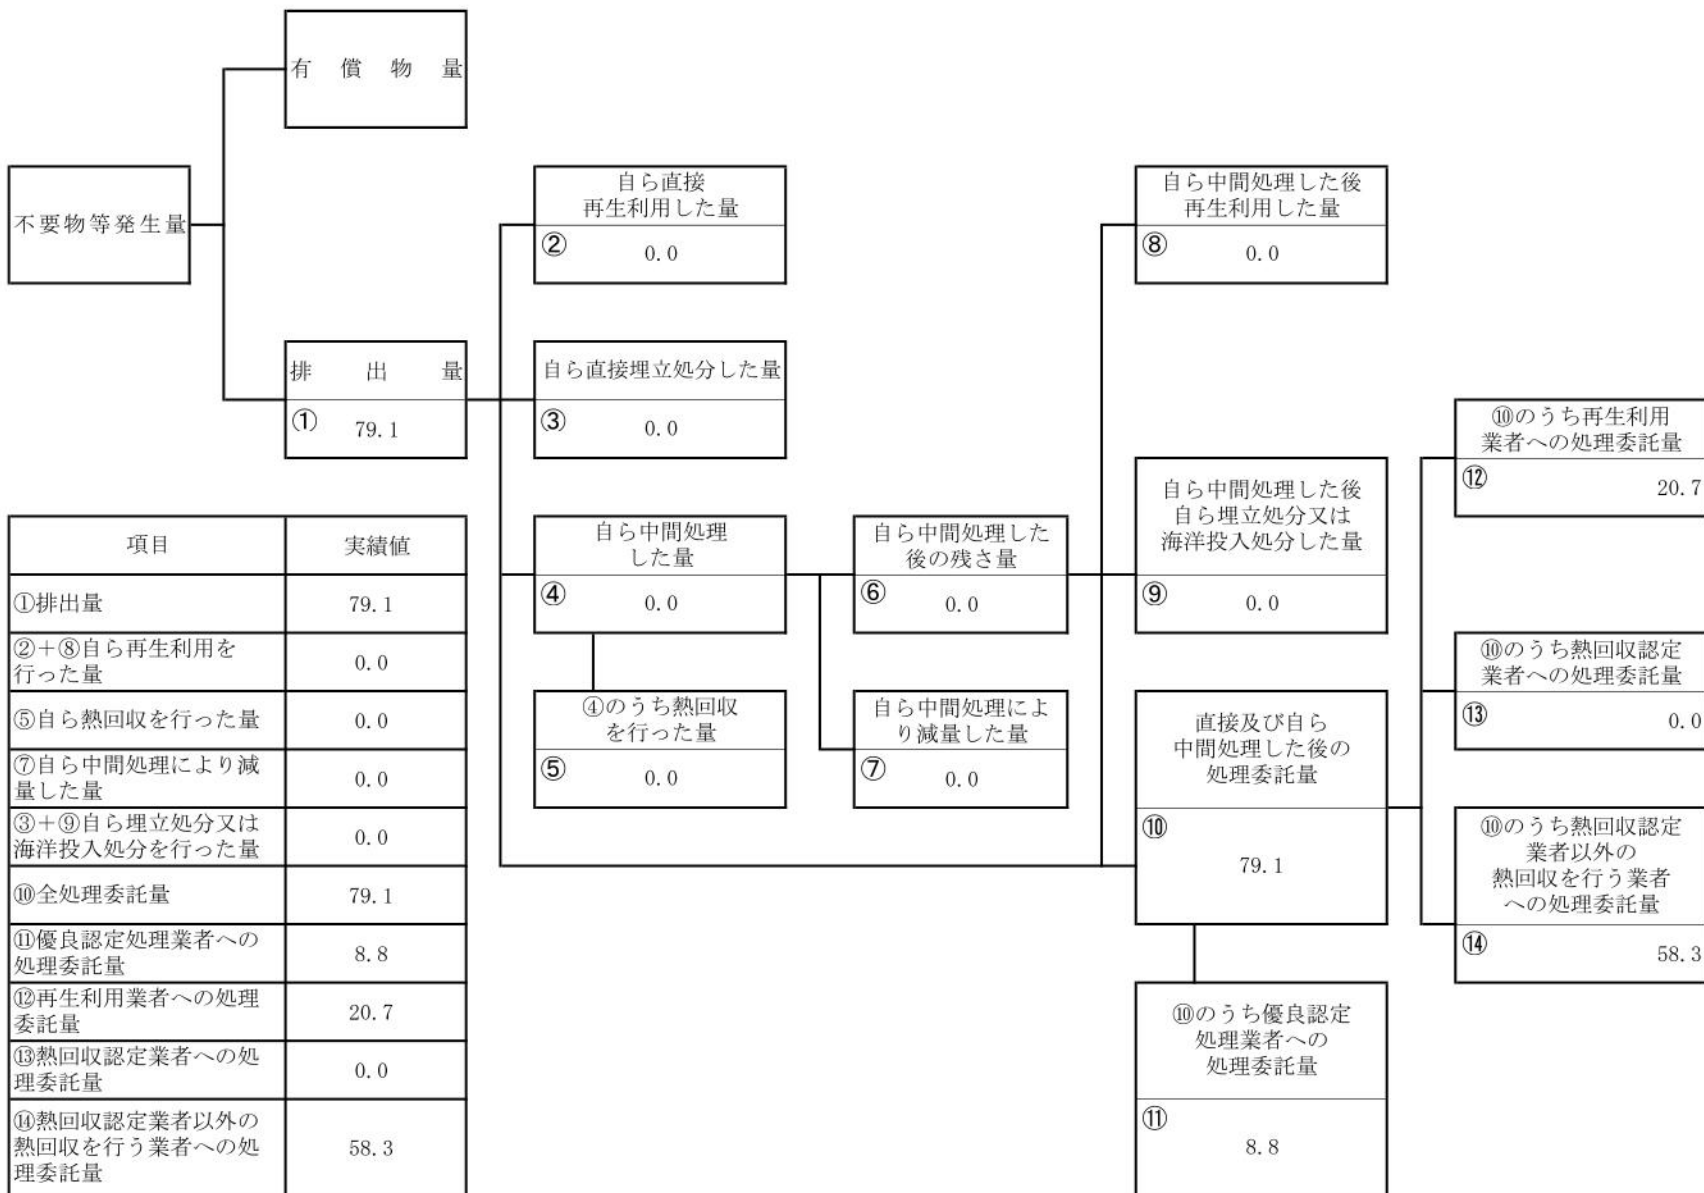 有償物量
不要物等発生量
排出量
① 79.1
自ら直接
再生利用した量
② 0.0
自ら直接埋立処分した量
③ 0.0
自ら中間処理
した量
④ 0.0
④のうち熱回収
を行った量
⑤ 0.0
自ら中間処理した
後の残さ量
⑥ 0.0
自ら中間処理によ
り減量した量
⑦ 0.0
自ら中間処理した後
再生利用した量
⑧ 0.0
自ら中間処理した後
自ら埋立処分又は
海洋投入処分した量
⑨ 0.0
直接及び自ら
中間処理した後の
処理委託量
⑩
79.1
⑩のうち優良認定
処理業者への
処理委託量
⑪
8.8
⑩のうち再生利用
業者への処理委託量
⑫ 20.7
⑩のうち熱回収認定
業者への処理委託量
⑬ 0.0
⑩のうち熱回収認定
業者以外の
熱回収を行う業者
への処理委託量
⑭ 58.3
項目 実績値
①排出量 79.1
②+⑧自ら再生利用を
行った量 0.0
⑤自ら熱回収を行った量 0.0
⑦自ら中間処理により減
量した量 0.0
③+⑨自ら埋立処分又は
海洋投入処分を行った量 0.0
⑩全処理委託量 79.1
⑪優良認定処理業者への
処理委託量 8.8
⑫再生利用業者への処理
委託量 20.7
⑬熱回収認定業者への処
理委託量 0.0
⑭熱回収認定業者以外の
熱回収を行う業者への処
理委託量 58.3